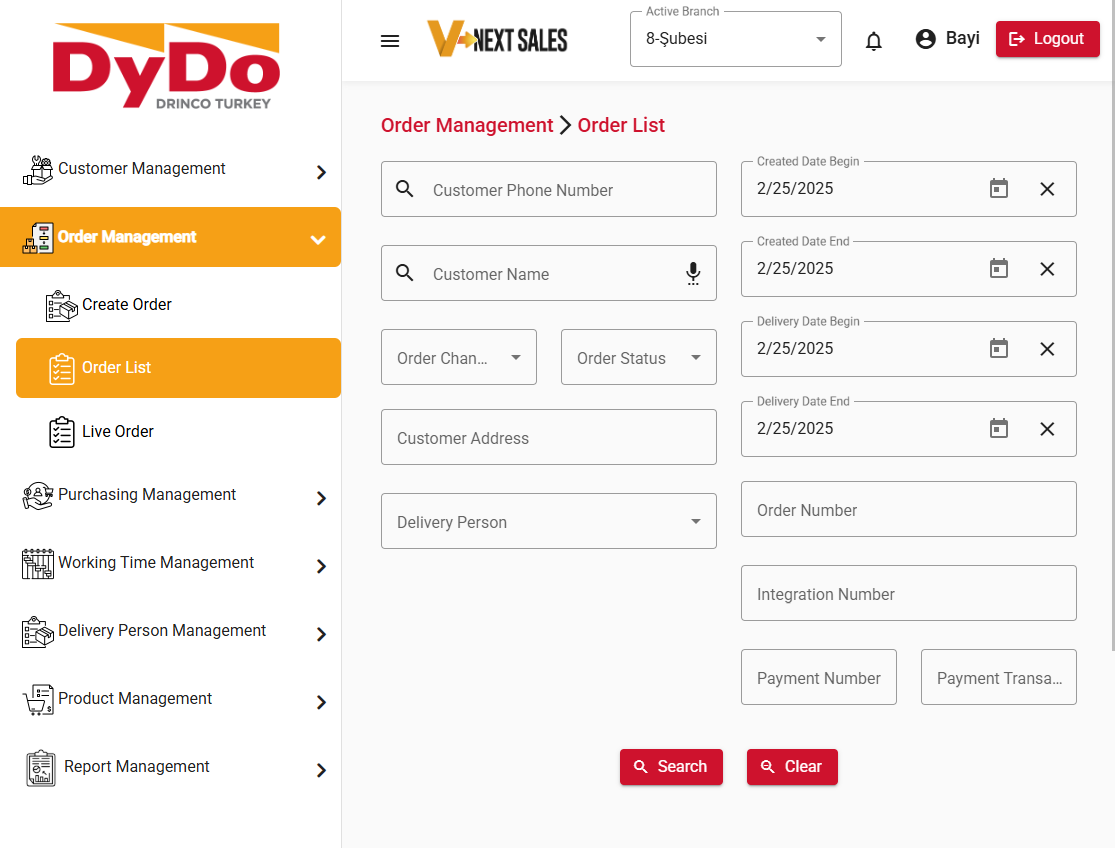 DyDo
DRINCO TURKEY
Customer Management
Order Management
Create Order
Order List
Live Order
Purchasing Management
Working Time Management
Delivery Person Management
Product Management
Report Management
V NEXT SALES
Active Branch
8-Şubesi
Bayi
Logout
Order Management > Order List
Customer Phone Number
Customer Name
Order Chan...
Order Status
Customer Address
Delivery Person
Created Date Begin
2/25/2025
Created Date End
2/25/2025
Delivery Date Begin
2/25/2025
Delivery Date End
2/25/2025
Order Number
Integration Number
Payment Number
Payment Transa...
Search
Clear